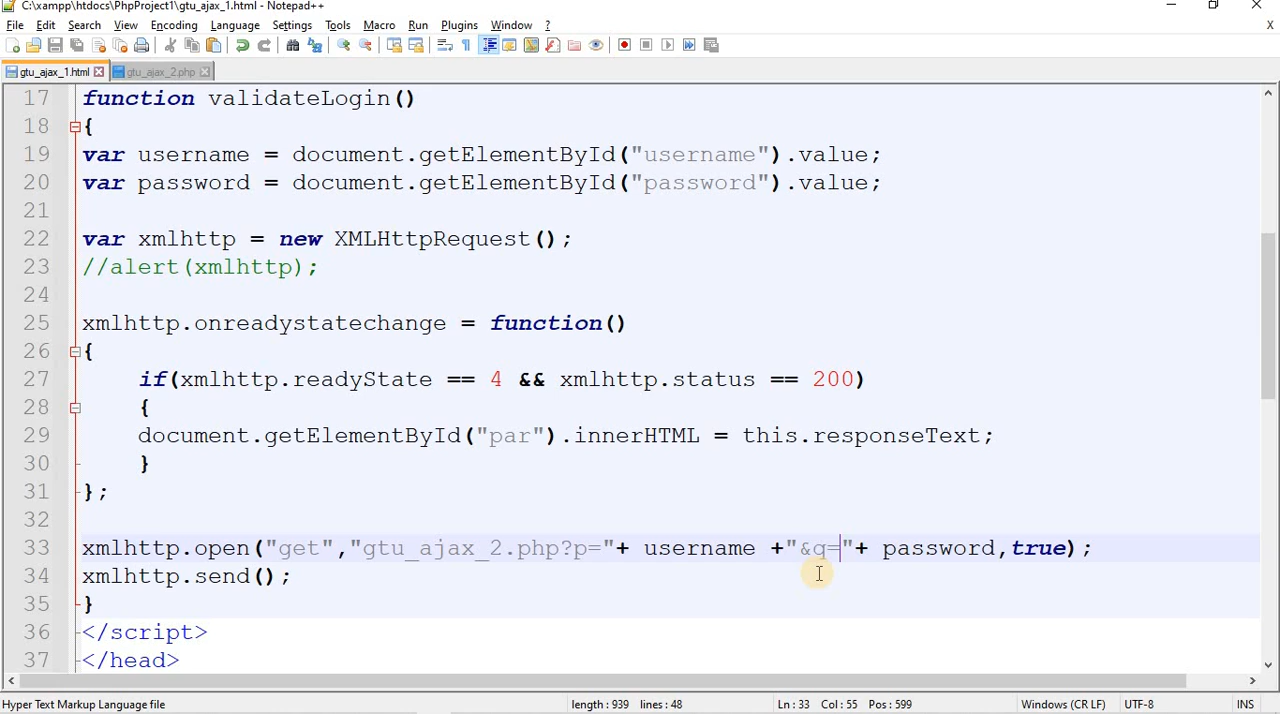 C:\xampp\htdocs\PhpProject1\gtu_ajax_1.html - Notepad++
File Edit Search View Encoding Language Settings Tools Macro Run Plugins Window ? X
gtu_ajax_1.html gtu_ajax_2.php
17 function validateLogin()
18 {
19 var username = document.getElementById("username").value;
20 var password = document.getElementById("password").value;
21
22 var xmlhttp = new XMLHttpRequest();
23 //alert(xmlhttp);
24
25 xmlhttp.onreadystatechange = function()
26 {
27 if(xmlhttp.readyState == 4 && xmlhttp.status == 200)
28 {
29 document.getElementById("par").innerHTML = this.responseText;
30 }
31 };
32
33 xmlhttp.open("get","gtu_ajax_2.php?p="+ username +"&q="+ password,true);
34 xmlhttp.send();
35 }
36 </script>
37 </head>
Hyper Text Markup Language file length : 939 lines : 48 Ln : 33 Col : 55 Pos : 599 Windows (CR LF) UTF-8 INS